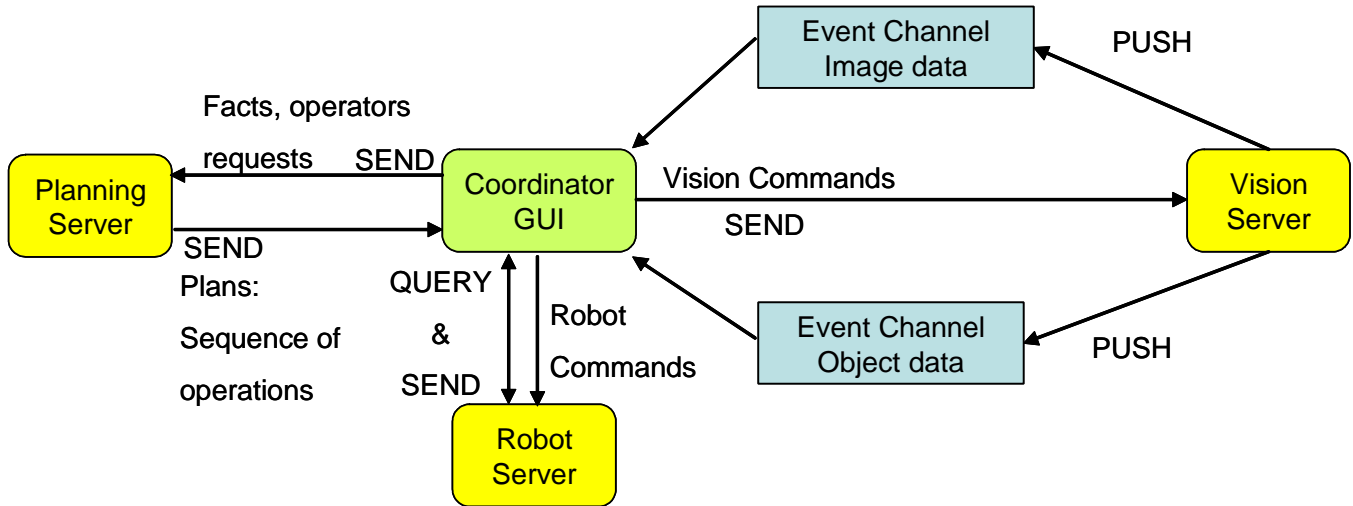 Event Channel
Image data
PUSH
Facts, operators
requests
SEND
Planning
Server
Coordinator
GUI
Vision Commands
SEND
Vision
Server
SEND
Plans:
Sequence of
operations
QUERY
&
SEND
Robot
Commands
Event Channel
Object data
PUSH
Robot
Server